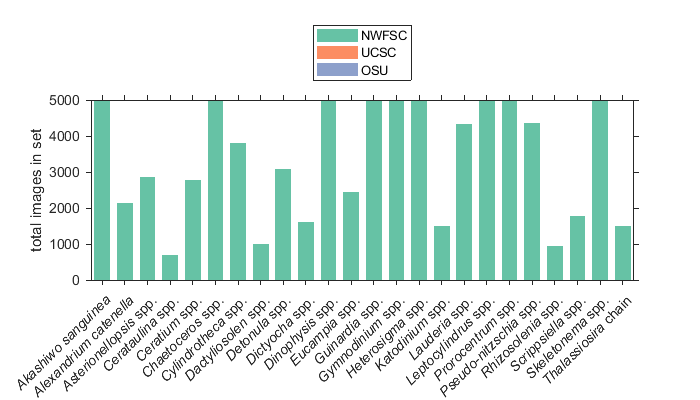 NWFSC
UCSC
OSU
total images in set
5000
4000
3000
2000
1000
0
Akashiwo sanguinea
Alexandrium catenella
Asterionellopsis spp.
Cerataulina spp.
Ceratium spp.
Chaetoceros spp.
Cylindrotheca spp.
Dactyliosolen spp.
Detonula spp.
Dictyocha spp.
Dinophysis spp.
Eucampia spp.
Guinardia spp.
Gymnodinium spp.
Heterosigma spp.
Katodinium spp.
Lauderia spp.
Leptocylindrus spp.
Prorocentrum spp.
Pseudo-nitzschia spp.
Rhizosolenia spp.
Scrippsiella spp.
Skeletonema spp.
Thalassiosira chain